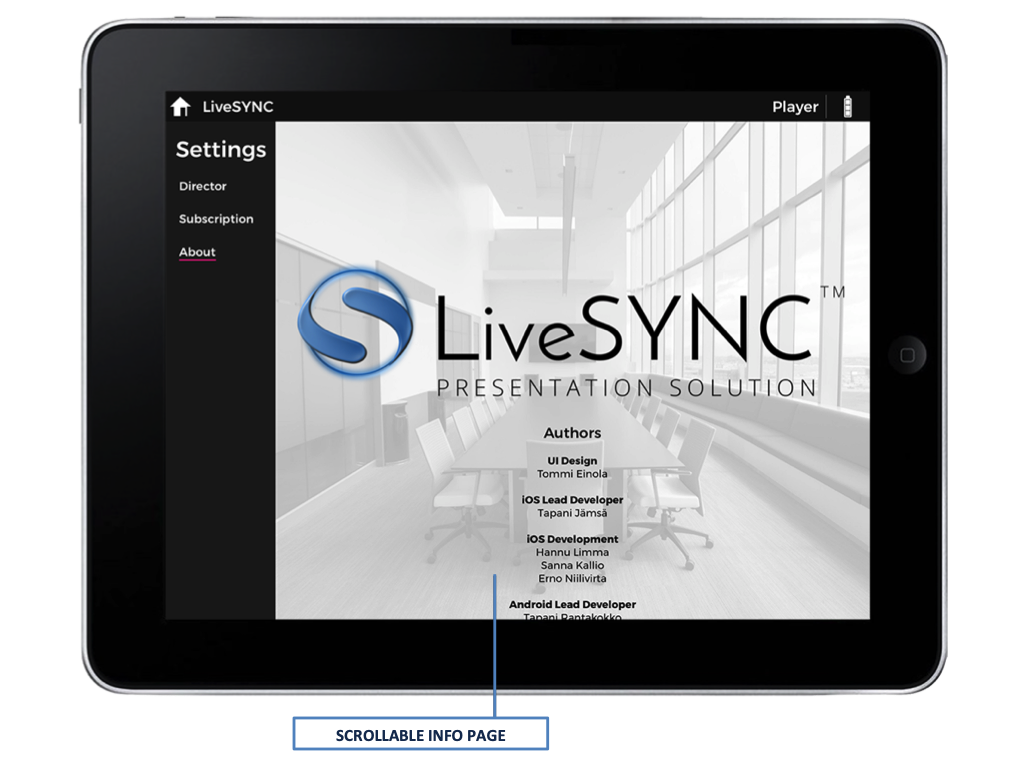 LiveSYNC
Player
Settings
Director
Subscription
About
LiveSYNC™
PRESENTATION SOLUTION
Authors
UI Design
Tommi Einola
iOS Lead Developer
Tapani Jämsä
iOS Development
Hannu Limma
Sanna Kallio
Erno Niilivirta
Android Lead Developer
Tapani Rantakokko
SCROLLABLE INFO PAGE